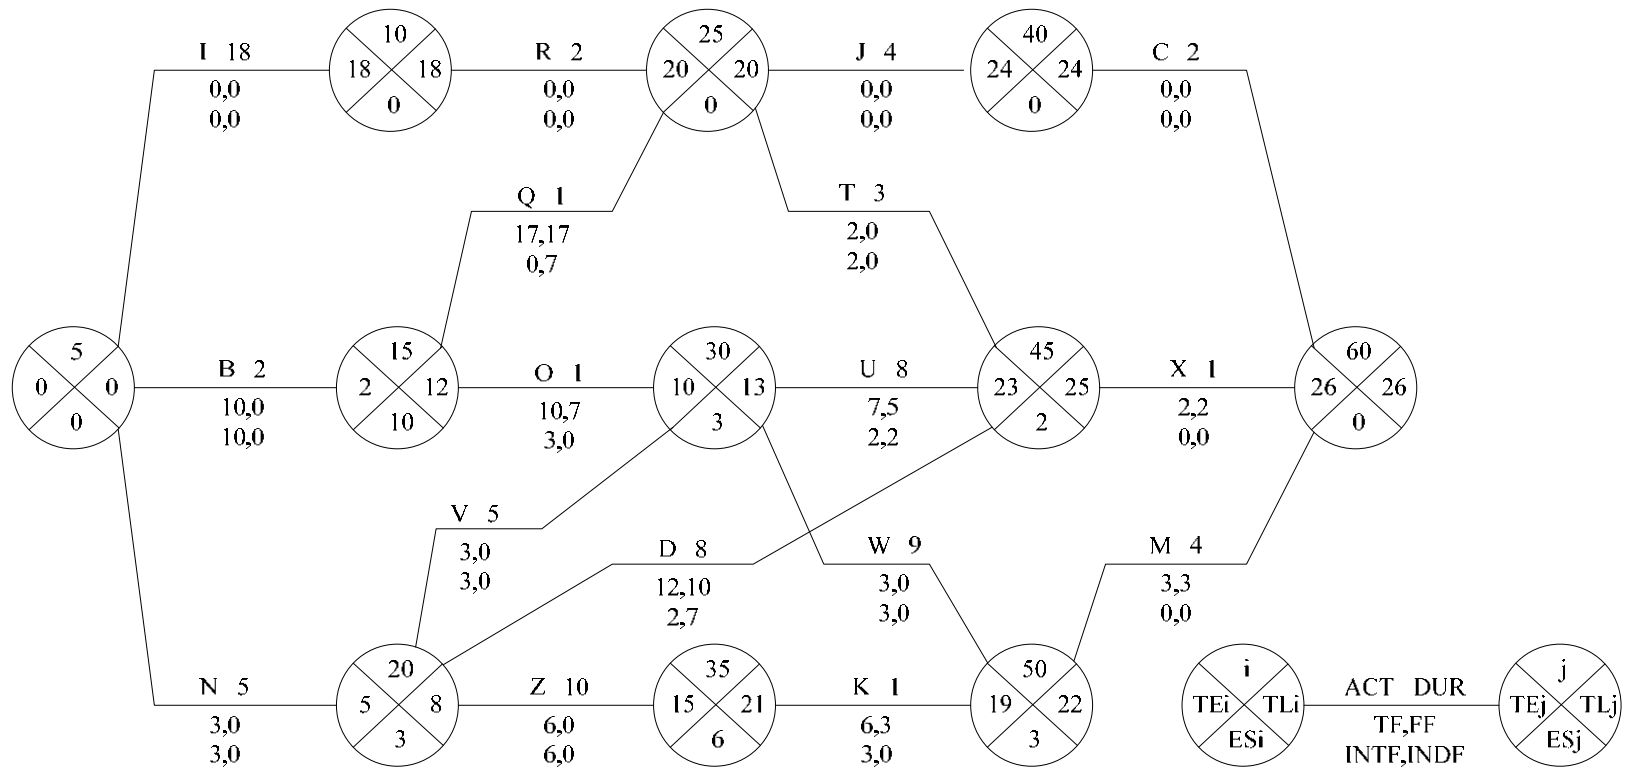 10
25
40
I 18
R 2
J 4
C 2
18 18
20 20
24 24
0,0
0
0,0
0
0,0
0
0,0
0,0
0,0
0,0
0,0
Q 1
T 3
17,17
2,0
0,7
2,0
5
15
30
45
60
B 2
O 1
U 8
X 1
0 0
2 12
10 13
23 25
26 26
10,0
10,7
7,5
2,2
0
10
3
2
0
10,0
3,0
2,2
0,0
V 5
D 8
W 9
M 4
3,0
12,10
3,0
3,3
3,0
2,7
3,0
0,0
20
35
50
i
j
N 5
Z 10
K 1
ACT DUR
5 8
15 21
19 22
TEi TLi
TEj TLj
3,0
6,0
6,3
TF,FF
3
6
3
ESi
ESj
3,0
6,0
3,0
INTF,INDF